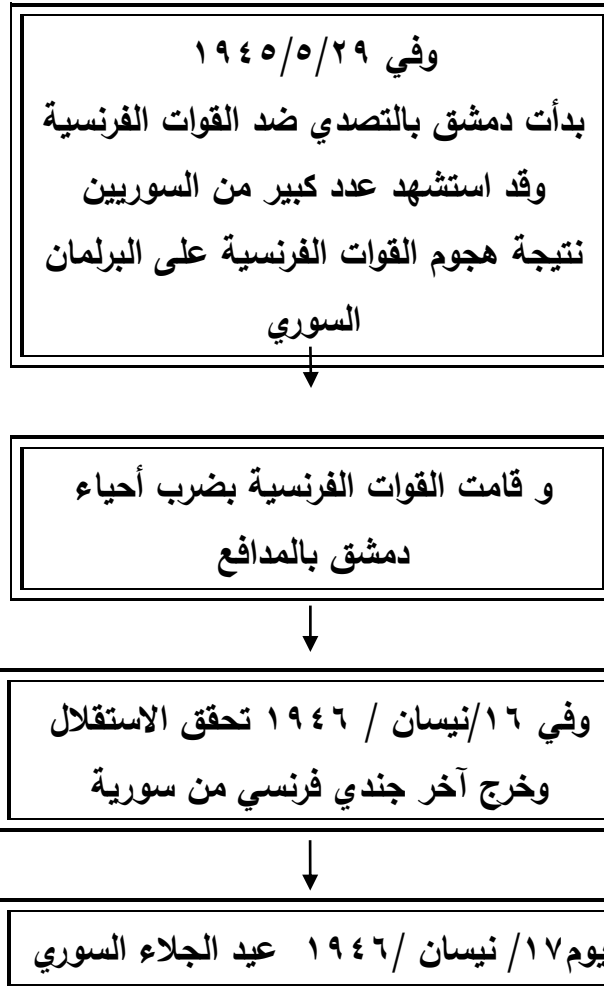 وفي ٢٩/٥/١٩٤٥
بدأت دمشق بالتصدي ضد القوات الفرنسية
وقد استشهد عدد كبير من السوريين
نتيجة هجوم القوات الفرنسية على البرلمان
السوري
و قامت القوات الفرنسية بضرب أحياء
دمشق بالمدافع
وفي ١٦/نيسان / ١٩٤٦ تحقق الاستقلال
وخرج آخر جندي فرنسي من سورية
يوم١٧/ نيسان /١٩٤٦ عيد الجلاء السوري